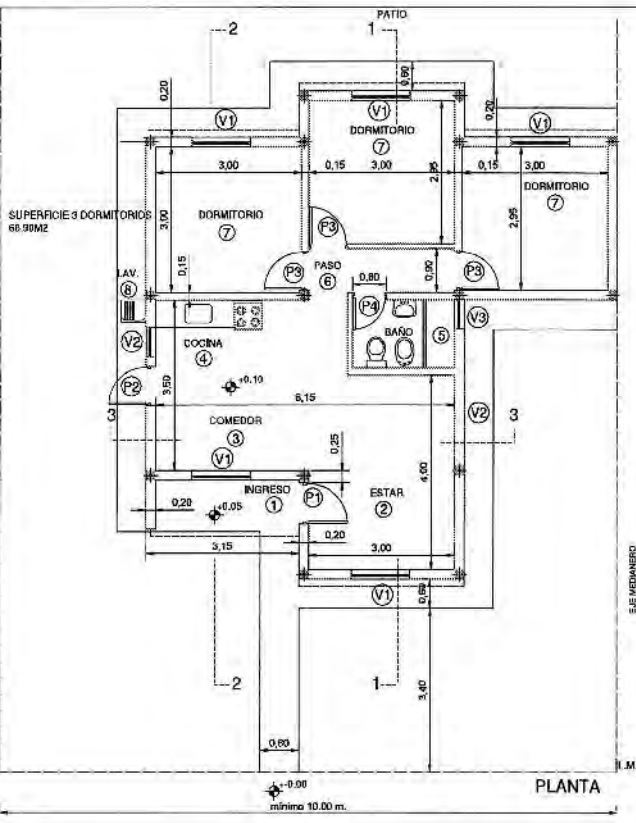 PATIO
2
1
0,60
0,20
V1
V1
0,20
V1
DORMITORIO
7
3,00
0,15
3,00
0,15
3,00
2,95
DORMITORIO
7
SUPERFICIE 3 DORMITORIOS
68.90M2
3,00
DORMITORIO
7
2,95
P3
0,15
P3
PASO
6
0,90
P3
LAV.
8
0,80
P4
V3
BAÑO
5
V2
COCINA
4
P2
3,50
+0.10
V2
3
6,15
3
COMEDOR
3
V1
0,25
4,00
INGRESO
1
P1
ESTAR
2
0,20
+0.05
0,20
3,15
3,00
V1
0,60
EJE MEDIANERO
2
1
3,40
0,60
L.M
+-0.00
PLANTA
mínimo 10.00 m.